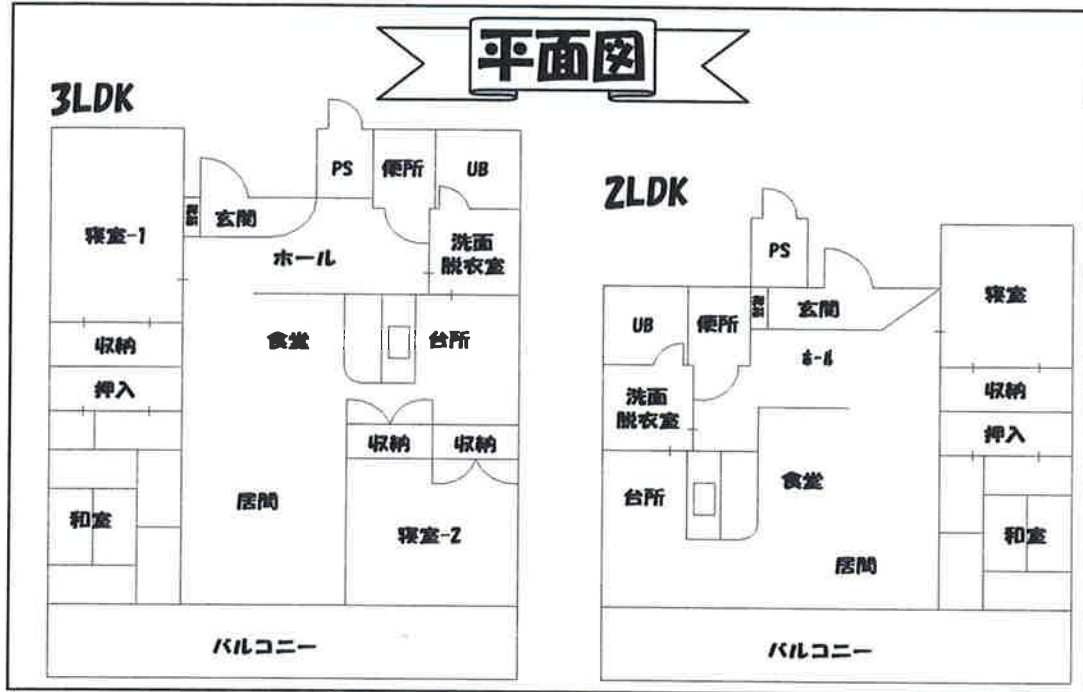 平面図
3LDK
PS
便所
UB
玄関
寝室-1
ホール
洗面
脱衣室
食堂
台所
収納
押入
収納
収納
居間
和室
寝室-2
バルコニー
2LDK
PS
寝室
UB
便所
玄関
ホール
洗面
脱衣室
収納
押入
台所
食堂
和室
居間
バルコニー